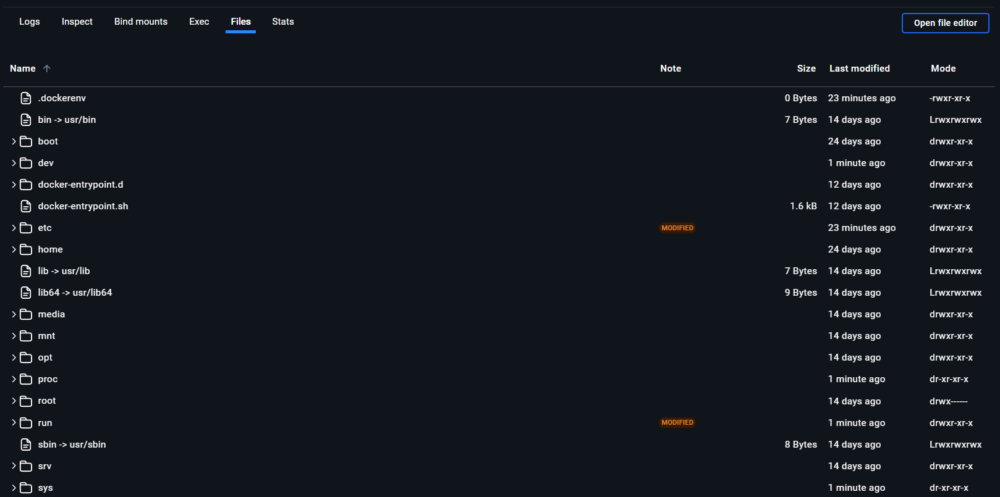 Logs Inspect Bind mounts Exec Files Stats Open file editor
Name Note Size Last modified Mode
.dockerenv 0 Bytes 23 minutes ago -rwxr-xr-x
bin -> usr/bin 7 Bytes 14 days ago Lrwxrwxrwx
boot 24 days ago drwxr-xr-x
dev 1 minute ago drwxr-xr-x
docker-entrypoint.d 12 days ago drwxr-xr-x
docker-entrypoint.sh 1.6 kB 12 days ago -rwxr-xr-x
etc MODIFIED 23 minutes ago drwxr-xr-x
home 24 days ago drwxr-xr-x
lib -> usr/lib 7 Bytes 14 days ago Lrwxrwxrwx
lib64 -> usr/lib64 9 Bytes 14 days ago Lrwxrwxrwx
media 14 days ago drwxr-xr-x
mnt 14 days ago drwxr-xr-x
opt 14 days ago drwxr-xr-x
proc 1 minute ago dr-xr-xr-x
root 14 days ago drwx------
run MODIFIED 1 minute ago drwxr-xr-x
sbin -> usr/sbin 8 Bytes 14 days ago Lrwxrwxrwx
srv 14 days ago drwxr-xr-x
sys 1 minute ago dr-xr-xr-x